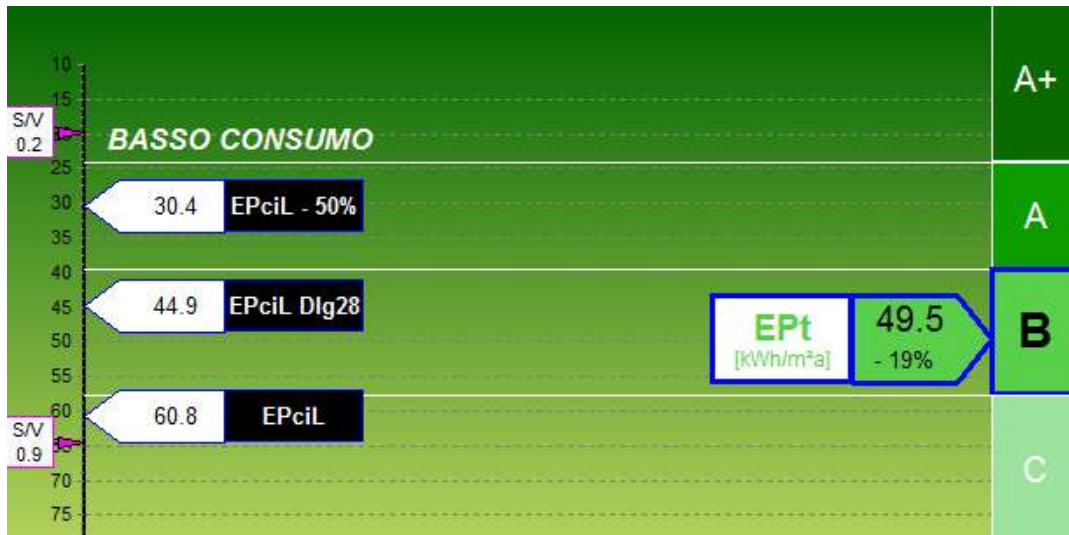 10
15
S/V
0.2
BASSO CONSUMO
25
30
35
40
45
50
55
60
S/V
0.9
70
75
30.4 EPciL - 50%
44.9 EPciL Dlg28
60.8 EPciL
EPt
[kWh/m²a]
49.5
- 19%
A+
A
B
C